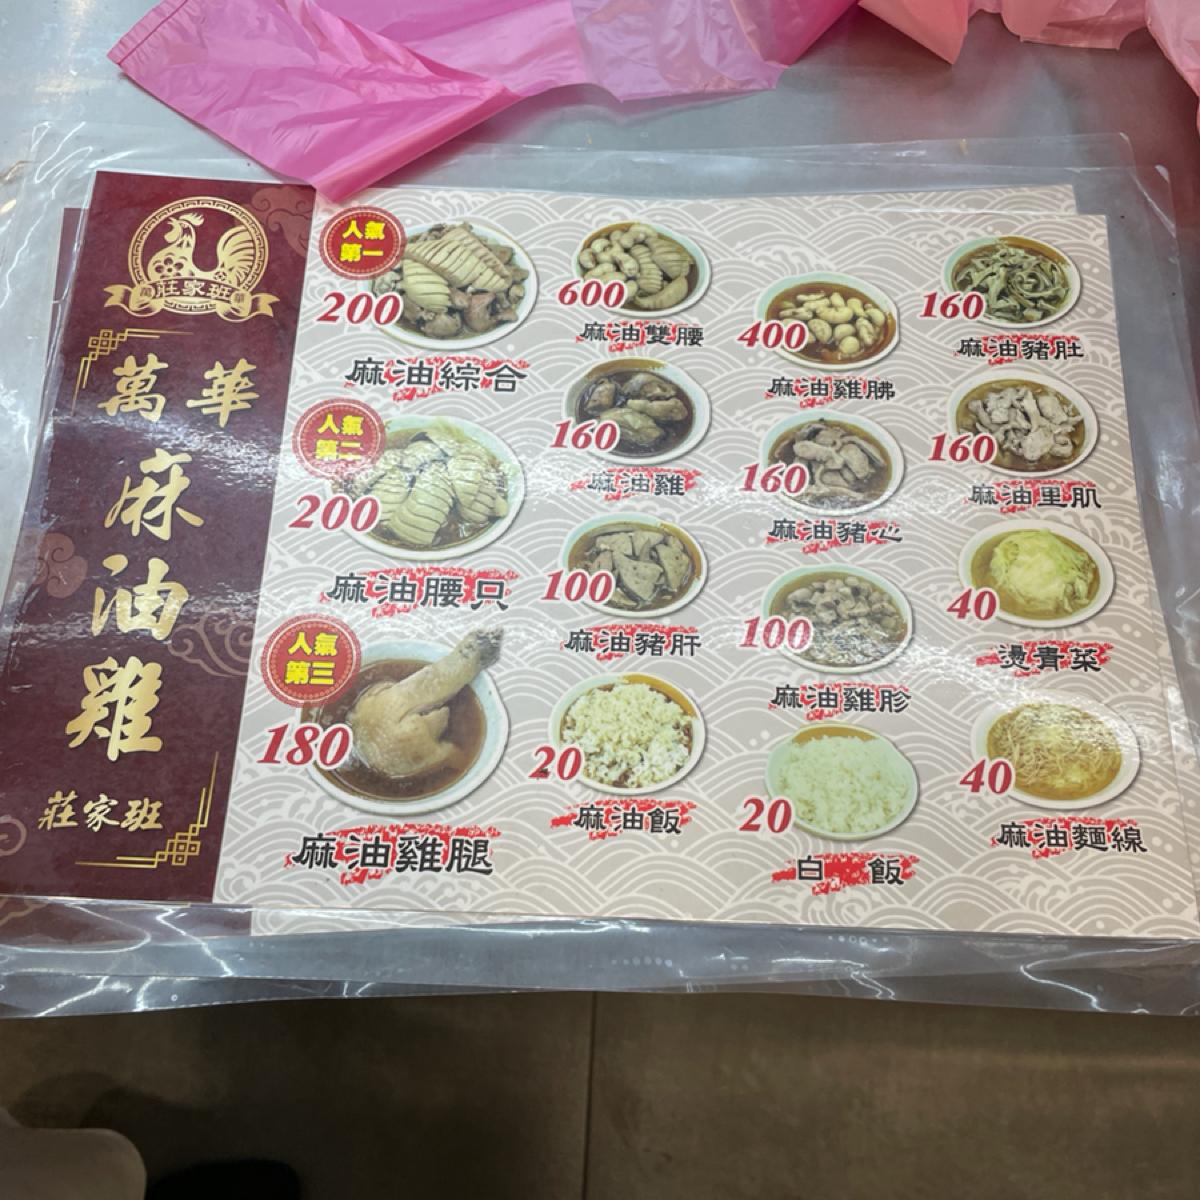 萬 莊家班 華
萬華
麻油雞
莊家班
人氣
第一
200
麻油綜合
人氣
第二
200
麻油腰只
人氣
第三
180
麻油雞腿
600
麻油雙腰
160
麻油雞
100
麻油豬肝
20
麻油飯
400
麻油雞胇
160
麻油豬心
100
麻油雞胗
20
白飯
160
麻油豬肚
160
麻油里肌
40
燙青菜
40
麻油麵線